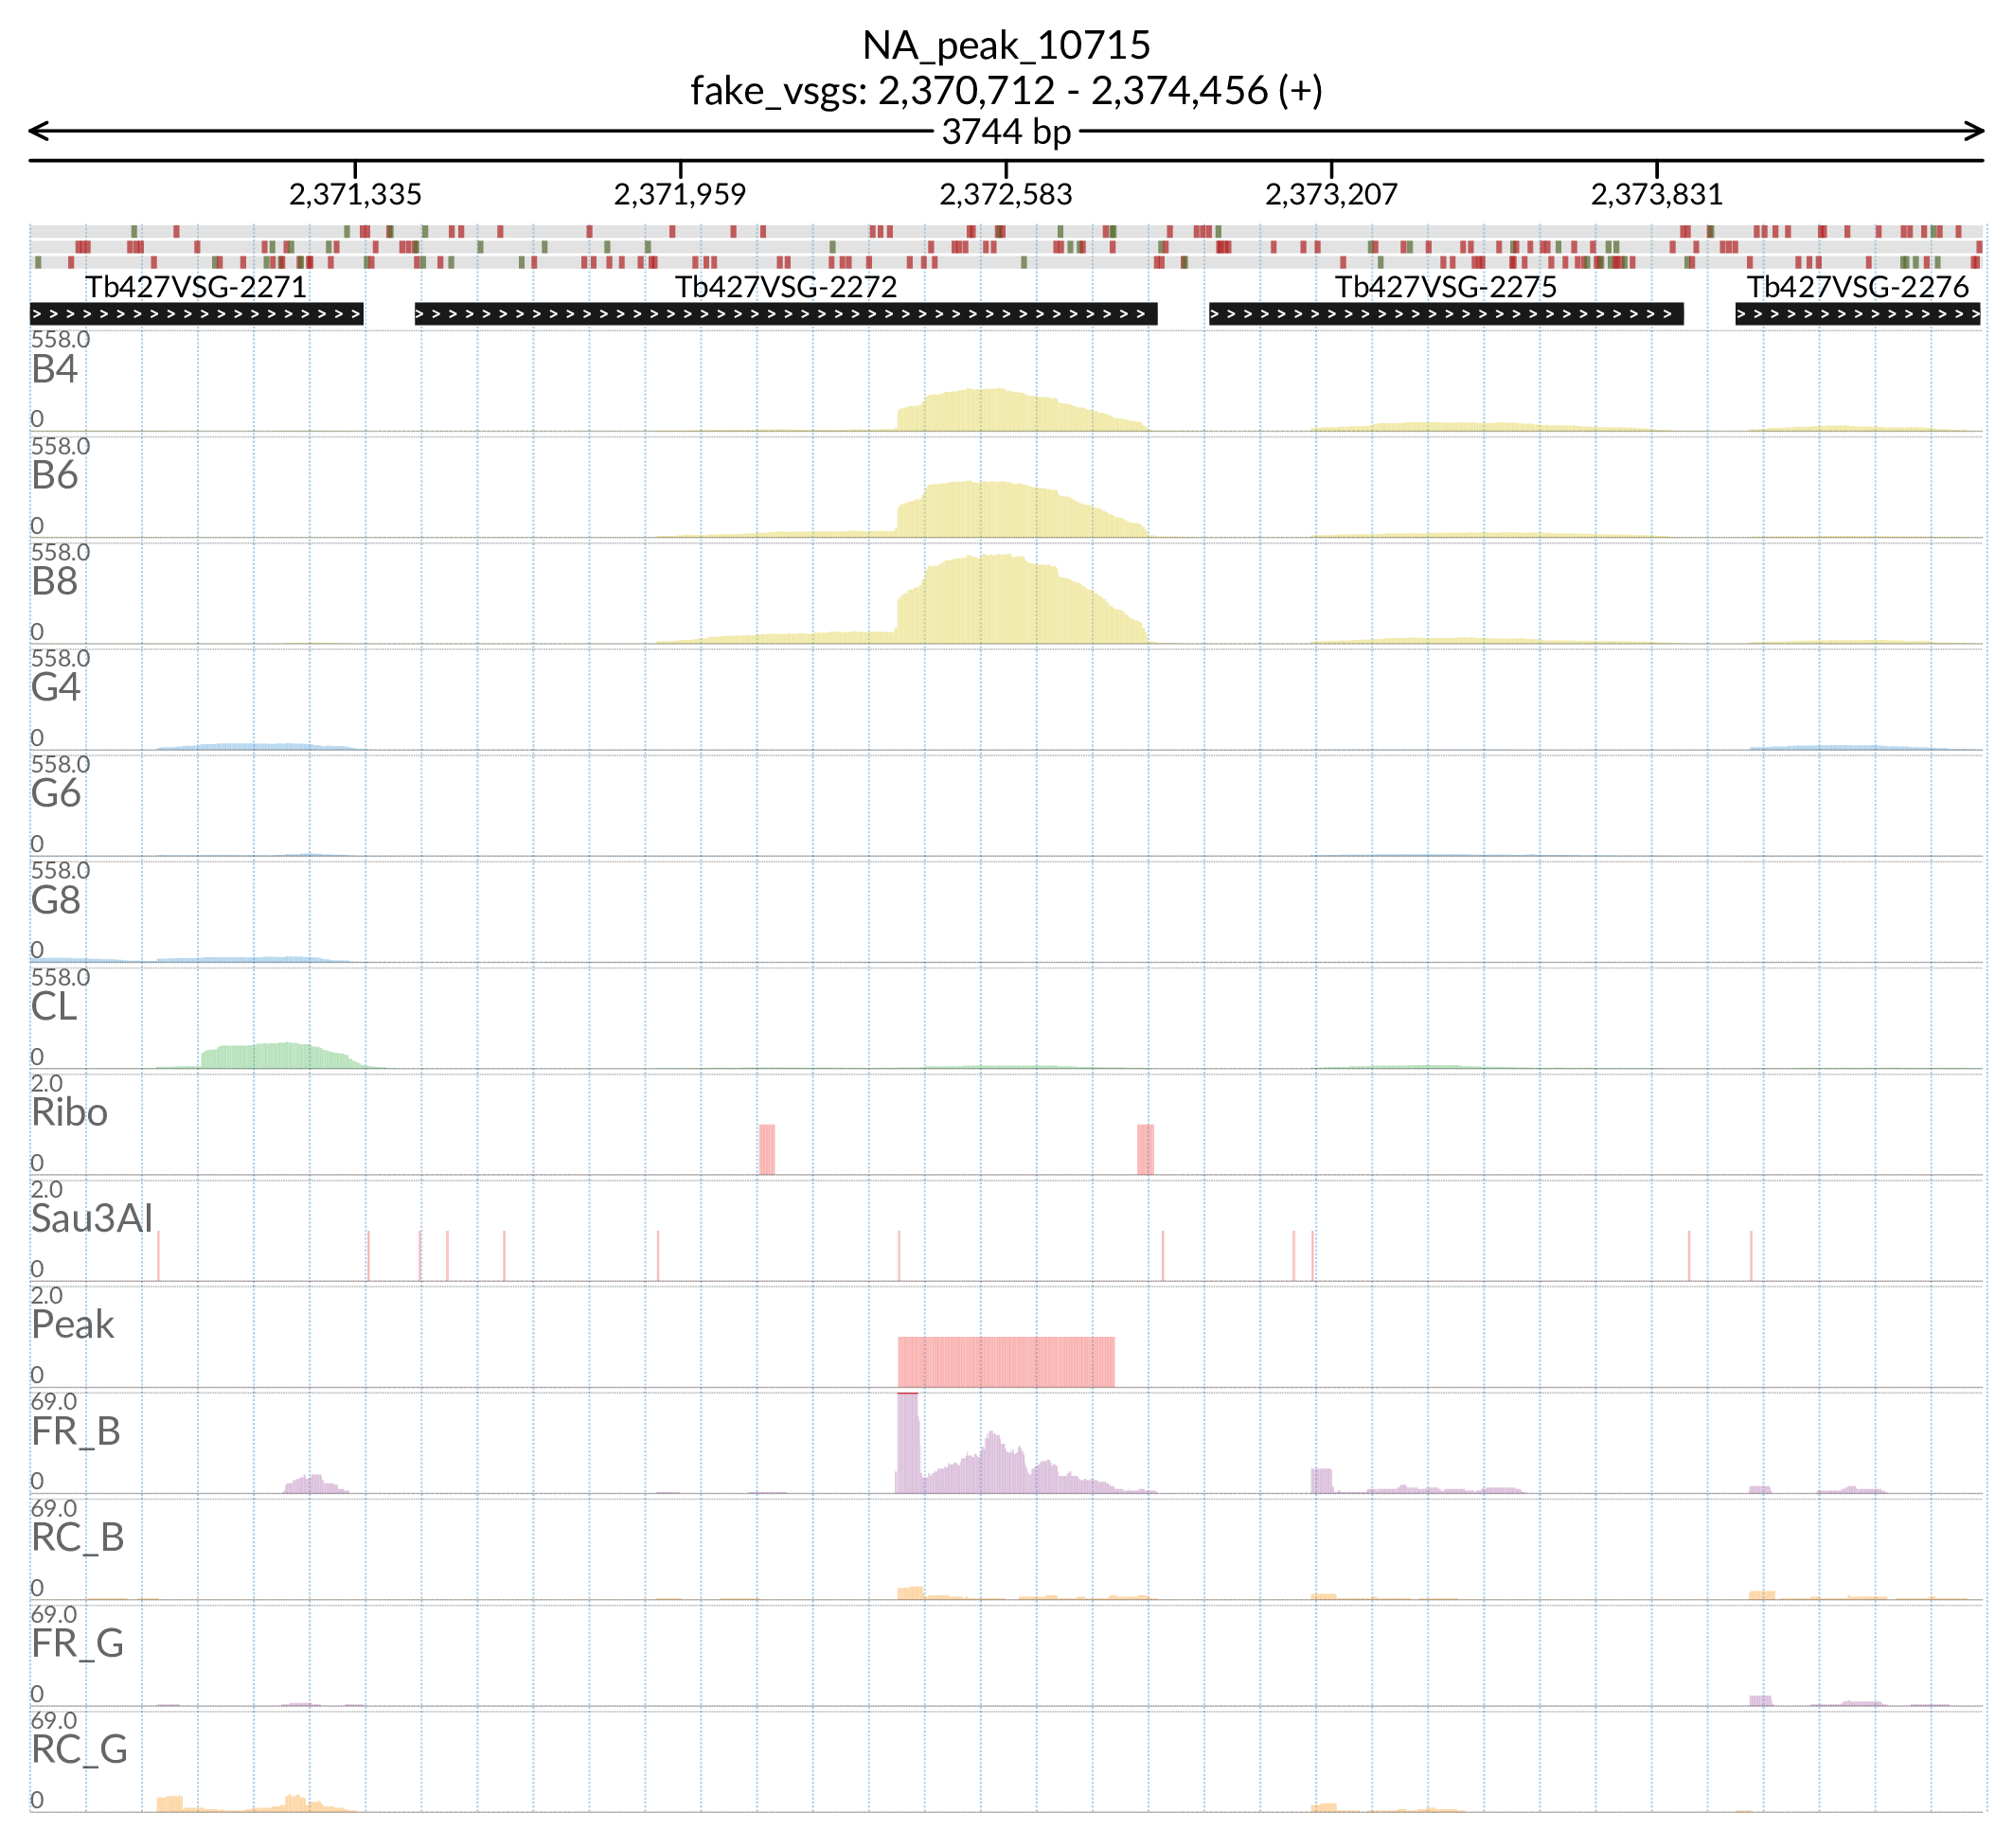 NA_peak_10715
fake_vsgs: 2,370,712 - 2,374,456 (+)
3744 bp
2,371,335 2,371,959 2,372,583 2,373,207 2,373,831
Tb427VSG-2271 Tb427VSG-2272 Tb427VSG-2275 Tb427VSG-2276
558.0
B4
0
558.0
B6
0
558.0
B8
0
558.0
G4
0
558.0
G6
0
558.0
G8
0
558.0
CL
0
2.0
Ribo
0
2.0
Sau3AI
0
2.0
Peak
0
69.0
FR_B
0
69.0
RC_B
0
69.0
FR_G
0
69.0
RC_G
0